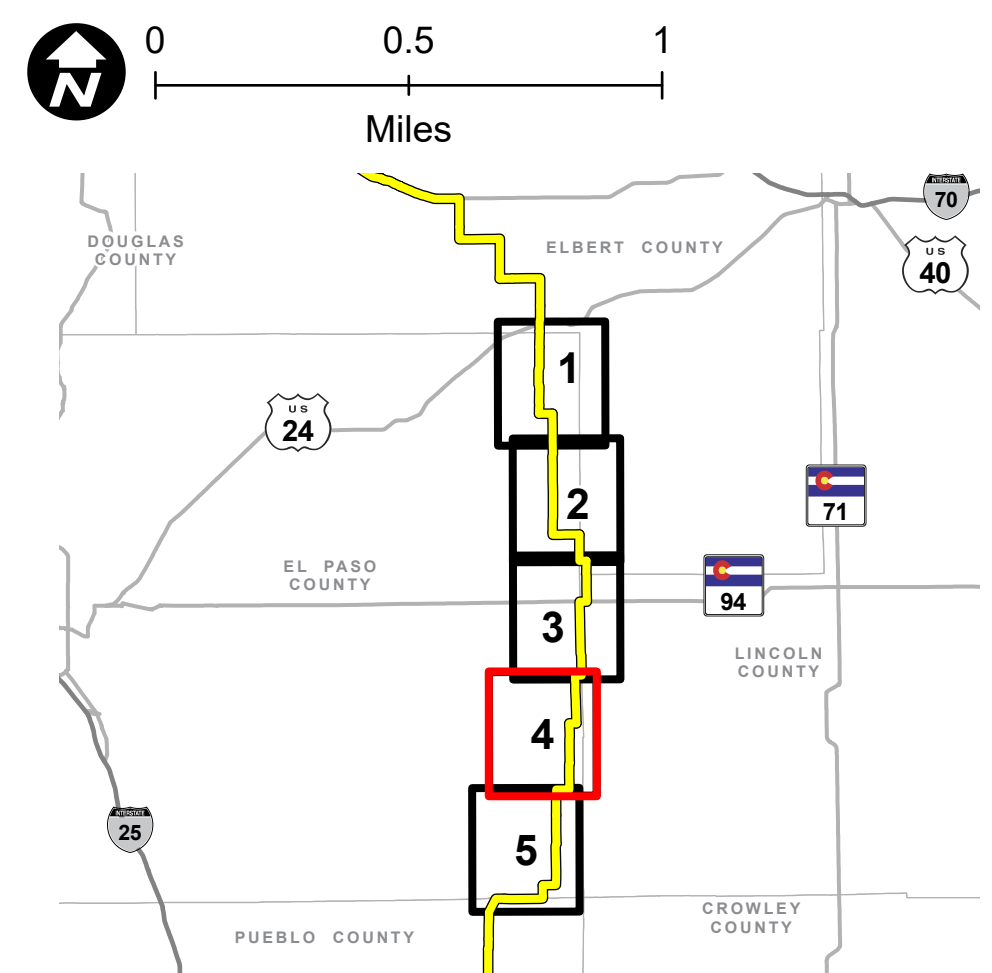 0 0.5 1
N
Miles
INTERSTATE
70
DOUGLAS
COUNTY
ELBERT COUNTY
US
40
1
US
24
2
71
EL PASO
COUNTY
94
3
LINCOLN
COUNTY
4
INTERSTATE
25
5
CROWLEY
COUNTY
PUEBLO COUNTY